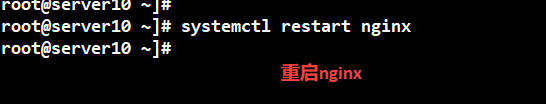 root@server10 ~]#
root@server10 ~]# systemctl restart nginx
root@server10 ~]#
重启nginx